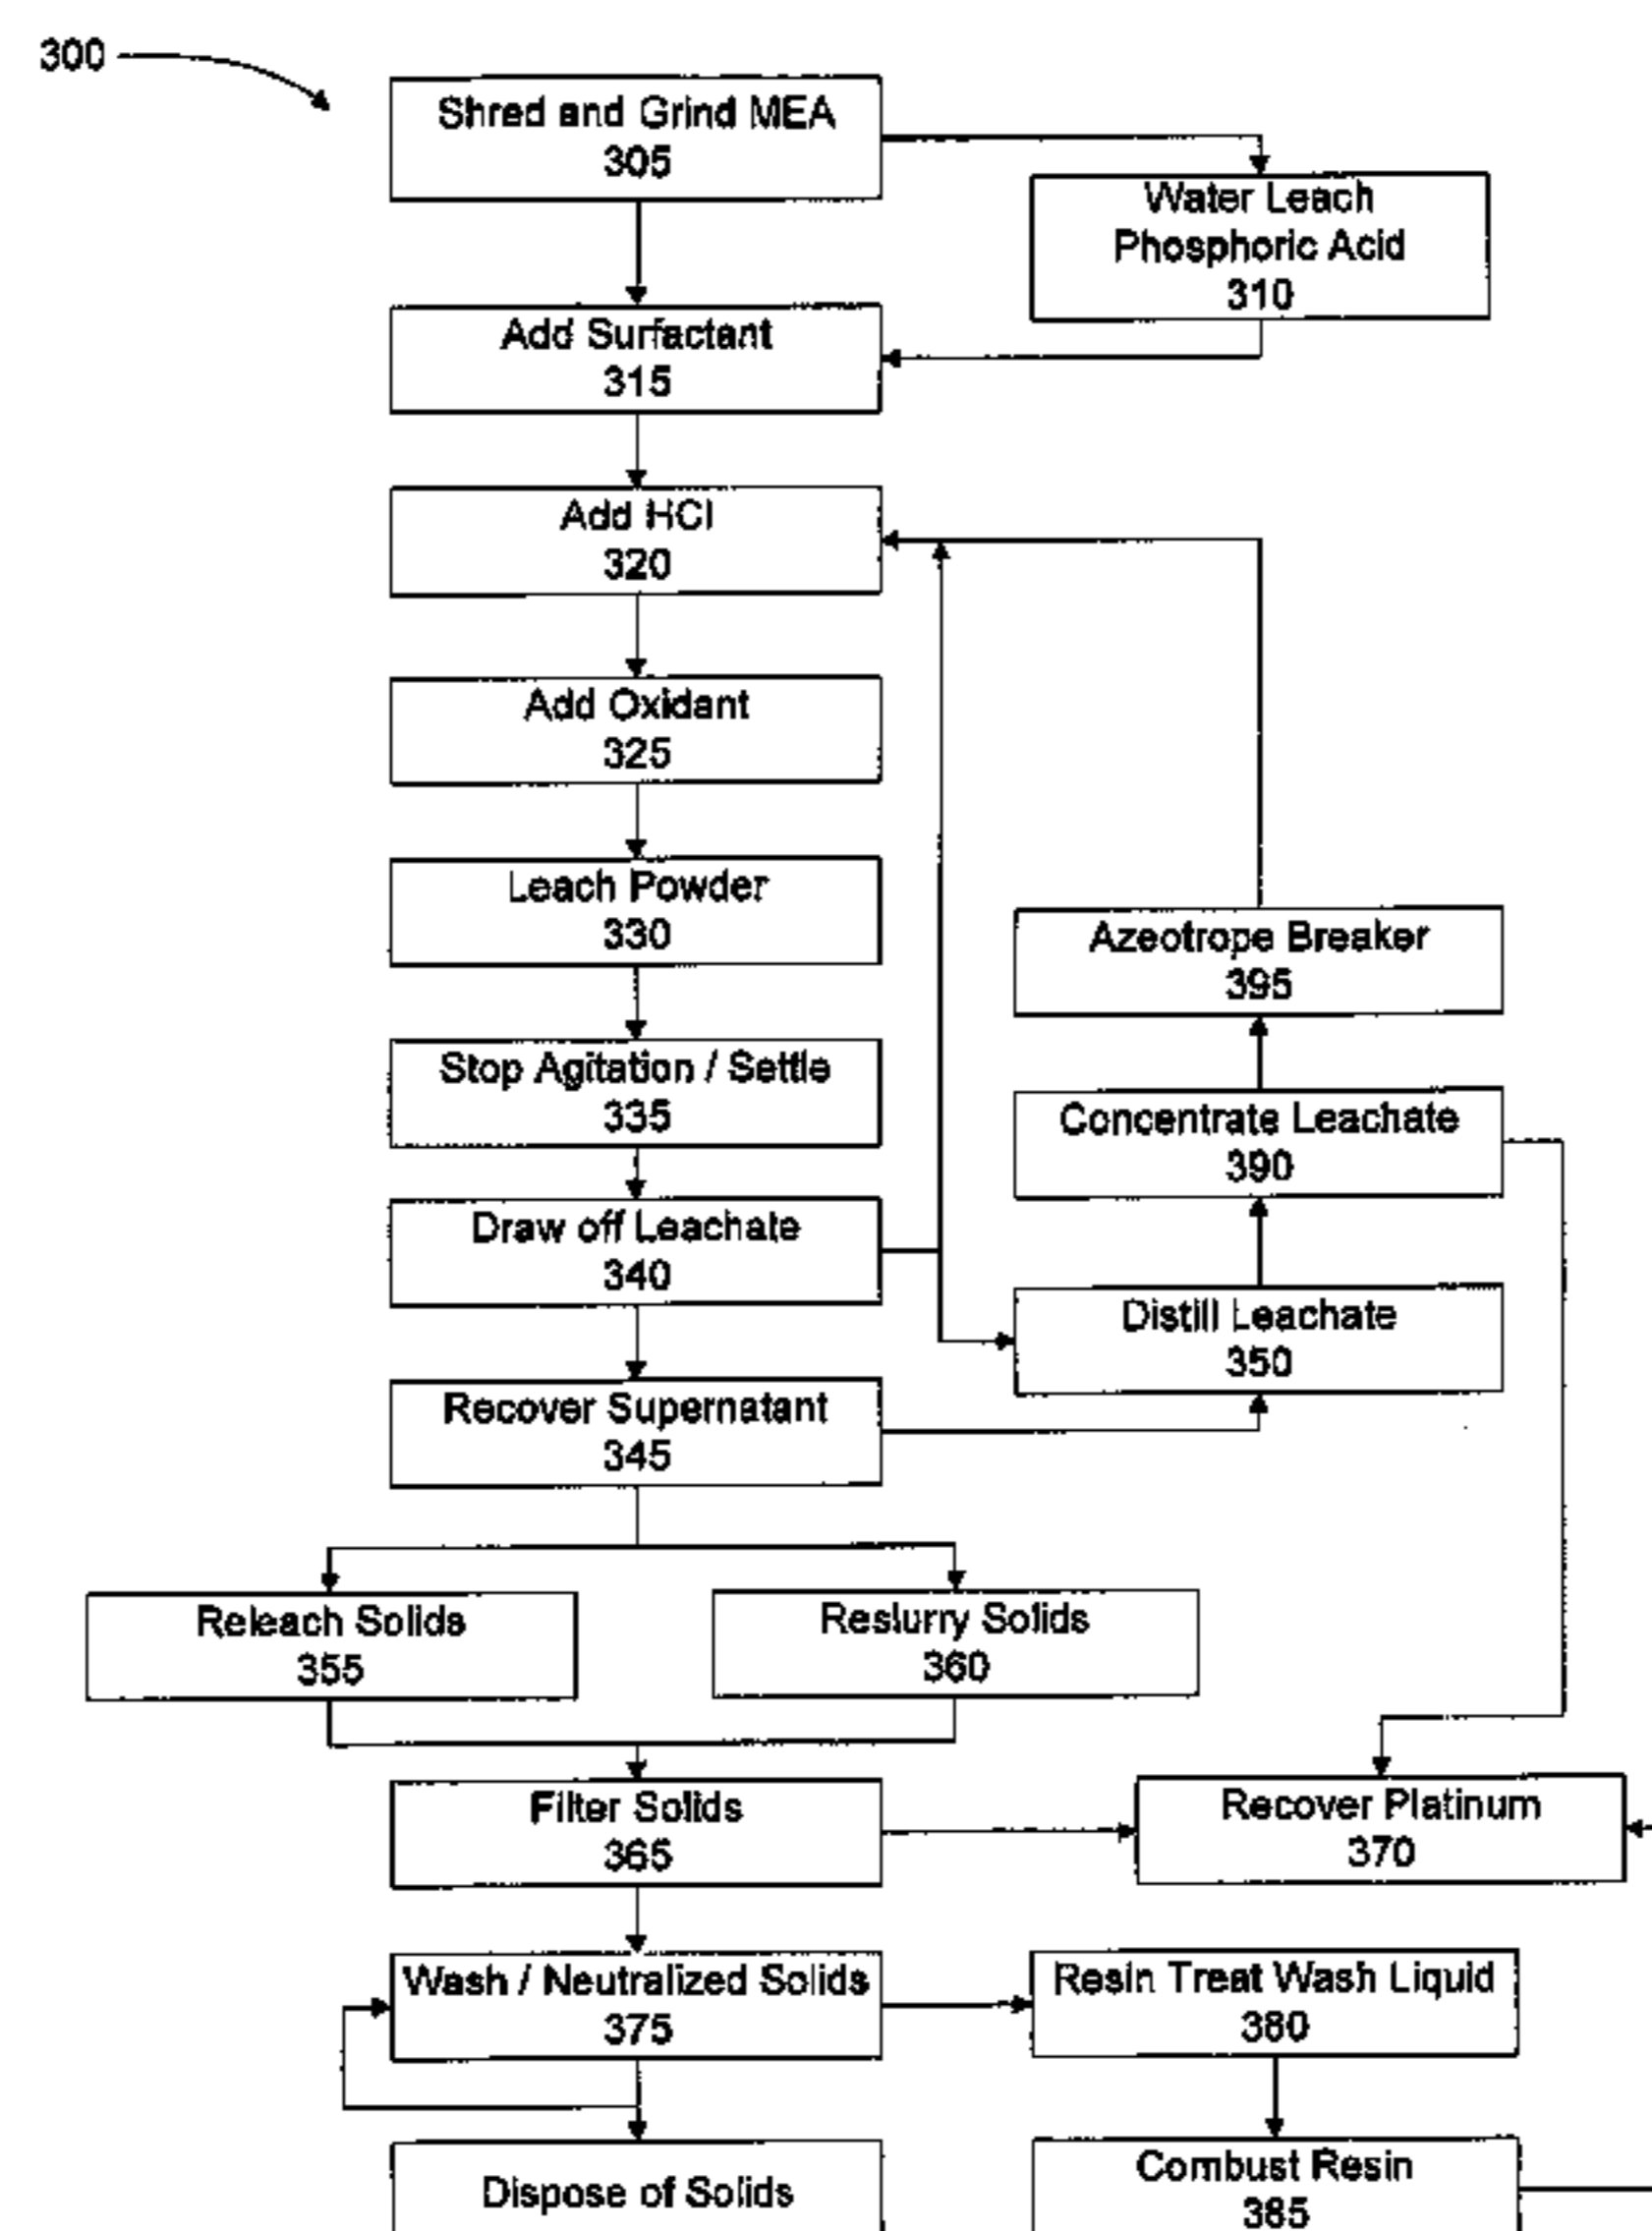 300
Shred and Grind MEA
305
Water Leach
Phosphoric Acid
310
Add Surfactant
315
Add HCl
320
Add Oxidant
325
Leach Powder
330
Azeotrope Breaker
395
Stop Agitation / Settle
335
Concentrate Leachate
390
Draw off Leachate
340
Distill Leachate
350
Recover Supernatant
345
Releach Solids
355
Reslurry Solids
360
Filter Solids
365
Recover Platinum
370
Wash / Neutralized Solids
375
Resin Treat Wash Liquid
380
Dispose of Solids
Combust Resin
385